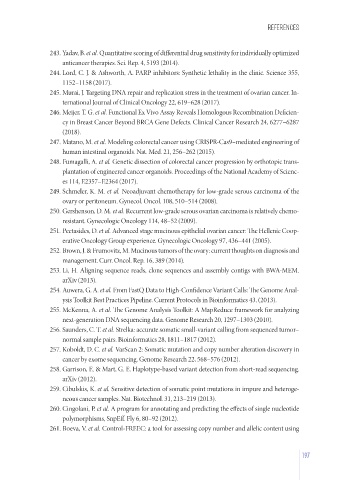 REFERENCES
243. Yadav, B. et al. Quantitative scoring of differential drug sensitivity for individually optimized
anticancer therapies. Sci. Rep. 4, 5193 (2014).
244. Lord, C. J. & Ashworth, A. PARP inhibitors: Synthetic lethality in the clinic. Science 355,
1152–1158 (2017).
245. Murai, J. Targeting DNA repair and replication stress in the treatment of ovarian cancer. In-
ternational Journal of Clinical Oncology 22, 619–628 (2017).
246. Meijer, T. G. et al. Functional Ex Vivo Assay Reveals Homologous Recombination Deficien-
cy in Breast Cancer Beyond BRCA Gene Defects. Clinical Cancer Research 24, 6277–6287
(2018).
247. Matano, M. et al. Modeling colorectal cancer using CRISPR-Cas9–mediated engineering of
human intestinal organoids. Nat. Med. 21, 256–262 (2015).
248. Fumagalli, A. et al. Genetic dissection of colorectal cancer progression by orthotopic trans-
plantation of engineered cancer organoids. Proceedings of the National Academy of Scienc-
es 114, E2357–E2364 (2017).
249. Schmeler, K. M. et al. Neoadjuvant chemotherapy for low-grade serous carcinoma of the
ovary or peritoneum. Gynecol. Oncol. 108, 510–514 (2008).
250. Gershenson, D. M. et al. Recurrent low-grade serous ovarian carcinoma is relatively chemo-
resistant. Gynecologic Oncology 114, 48–52 (2009).
251. Pectasides, D. et al. Advanced stage mucinous epithelial ovarian cancer: The Hellenic Coop-
erative Oncology Group experience. Gynecologic Oncology 97, 436–441 (2005).
252. Brown, J. & Frumovitz, M. Mucinous tumors of the ovary: current thoughts on diagnosis and
management. Curr. Oncol. Rep. 16, 389 (2014).
253. Li, H. Aligning sequence reads, clone sequences and assembly contigs with BWA-MEM.
arXiv (2013).
254. Auwera, G. A. et al. From FastQ Data to High-Confidence Variant Calls: The Genome Anal-
ysis Toolkit Best Practices Pipeline. Current Protocols in Bioinformatics 43, (2013).
255. McKenna, A. et al. The Genome Analysis Toolkit: A MapReduce framework for analyzing
next-generation DNA sequencing data. Genome Research 20, 1297–1303 (2010).
256. Saunders, C. T. et al. Strelka: accurate somatic small-variant calling from sequenced tumor–
normal sample pairs. Bioinformatics 28, 1811–1817 (2012).
257. Koboldt, D. C. et al. VarScan 2: Somatic mutation and copy number alteration discovery in
cancer by exome sequencing. Genome Research 22, 568–576 (2012).
258. Garrison, E. & Mart, G. E. Haplotype-based variant detection from short-read sequencing.
arXiv (2012).
259. Cibulskis, K. et al. Sensitive detection of somatic point mutations in impure and heteroge-
neous cancer samples. Nat. Biotechnol. 31, 213–219 (2013).
260. Cingolani, P. et al. A program for annotating and predicting the effects of single nucleotide
polymorphisms, SnpEff. Fly 6, 80–92 (2012).
261. Boeva, V. et al. Control-FREEC: a tool for assessing copy number and allelic content using
197